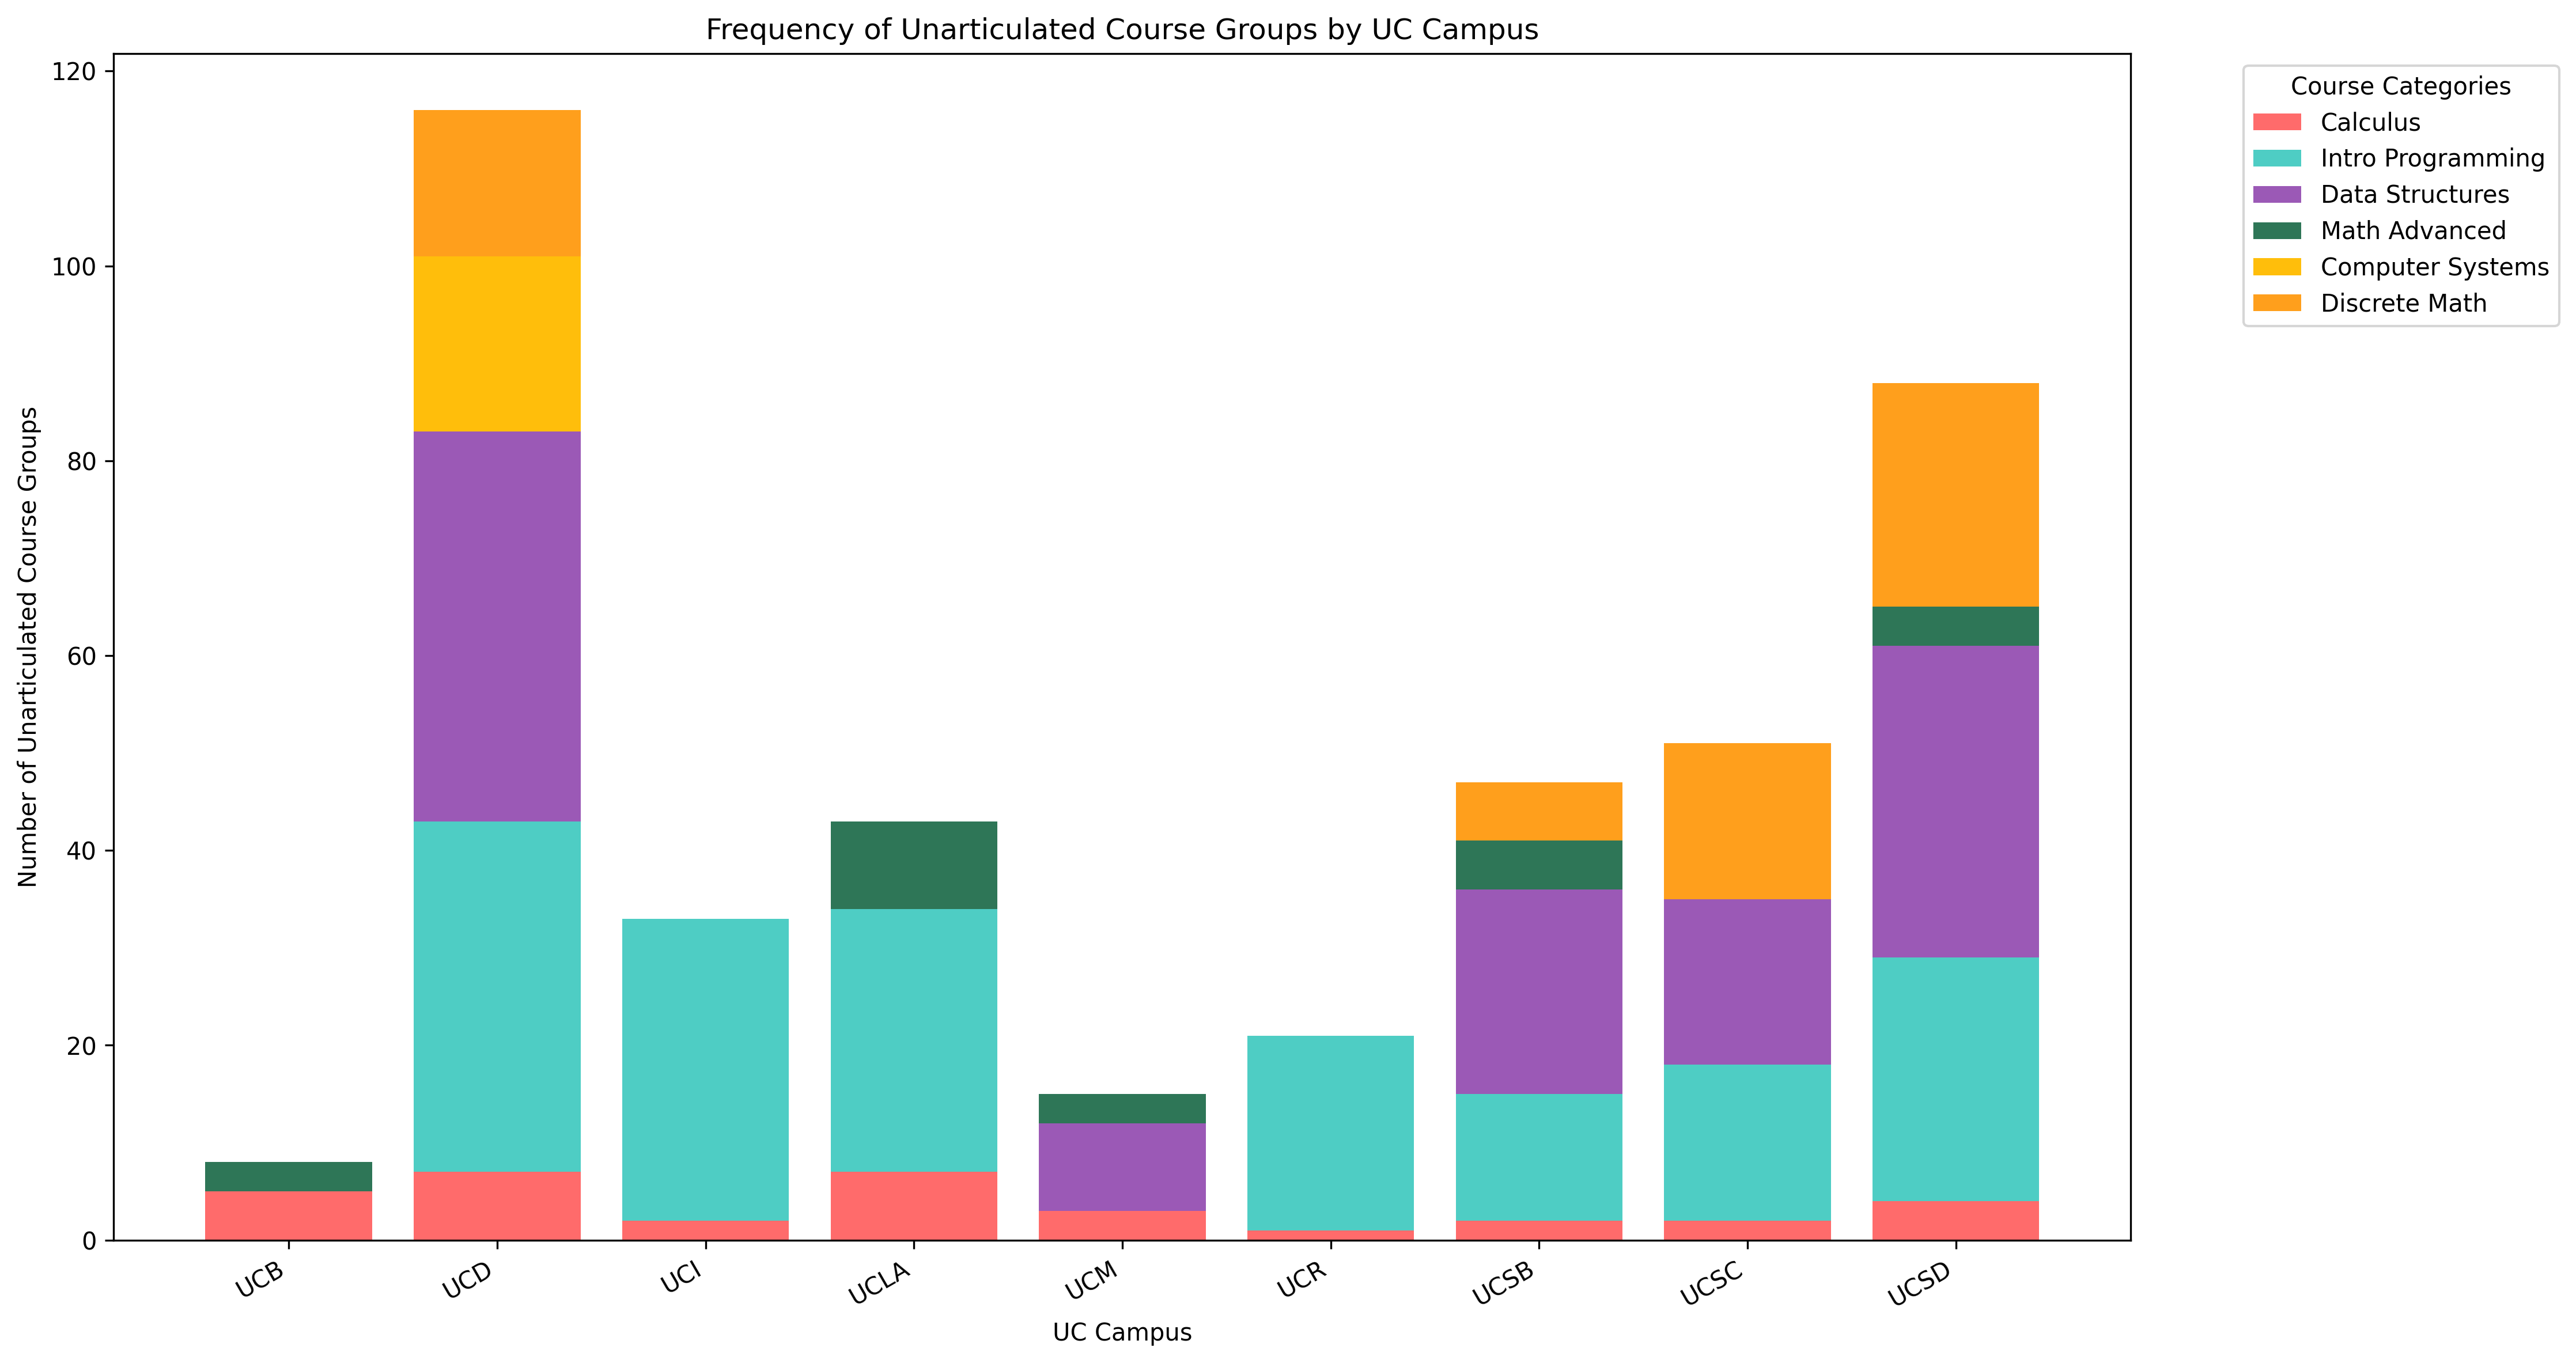 Frequency of Unarticulated Course Groups by UC Campus
Number of Unarticulated Course Groups
120
100
80
60
40
20
0
UCB
UCD
UCI
UCLA
UCM
UCR
UCSB
UCSC
UCSD
UC Campus
Course Categories
Calculus
Intro Programming
Data Structures
Math Advanced
Computer Systems
Discrete Math